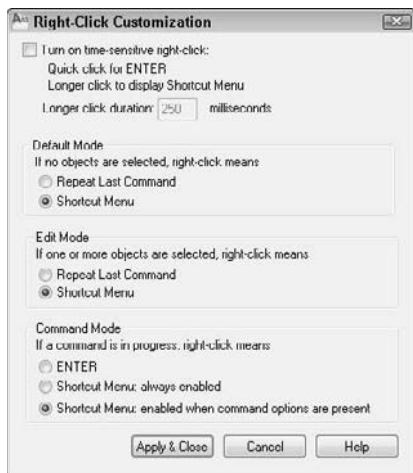 Right-Click Customization
Turn on time-sensitive right-click:
Quick click for ENTER
Longer click to display Shortcut Menu
Longer click duration: 250 milliseconds
Default Mode
If no objects are selected, right-click means
Repeat Last Command
Shortcut Menu
Edit Mode
If one or more objects are selected, right-click means
Repeat Last Command
Shortcut Menu
Command Mode
If a command is in progress, right-click means
ENTER
Shortcut Menu: always enabled
Shortcut Menu: enabled when command options are present
Apply & Close Cancel Help